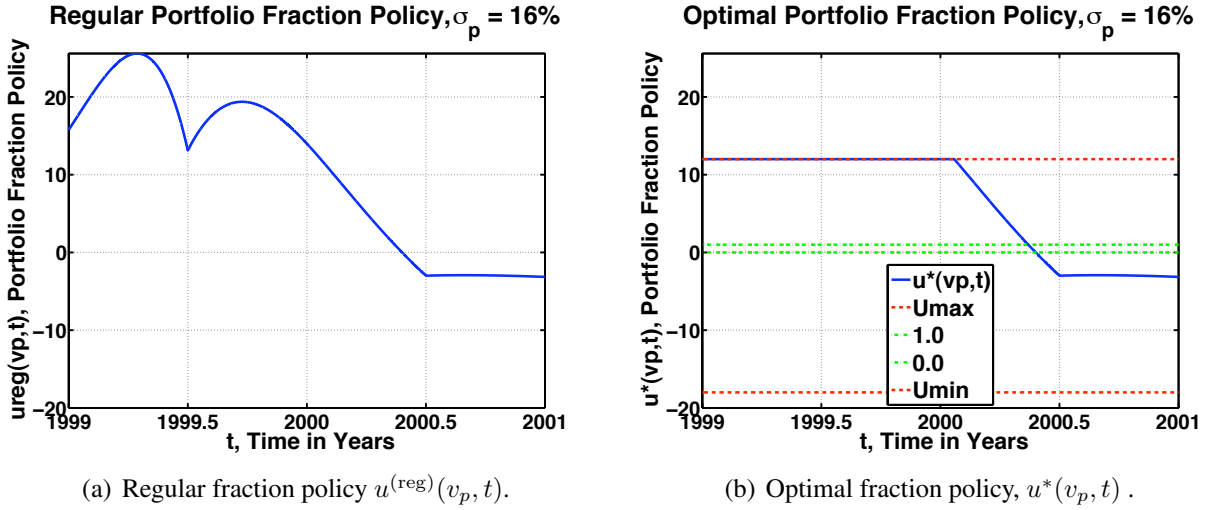 Regular Portfolio Fraction Policy,σp = 16%
ureg(vp,t), Portfolio Fraction Policy
20
10
0
−10
−20
1999
1999.5
2000
2000.5
2001
t, Time in Years
(a) Regular fraction policy u(reg)(vp, t).
Optimal Portfolio Fraction Policy,σp = 16%
u*(vp,t), Portfolio Fraction Policy
20
10
0
−10
−20
u*(vp,t)
Umax
1.0
0.0
Umin
1999
1999.5
2000
2000.5
2001
t, Time in Years
(b) Optimal fraction policy, u*(vp, t) .